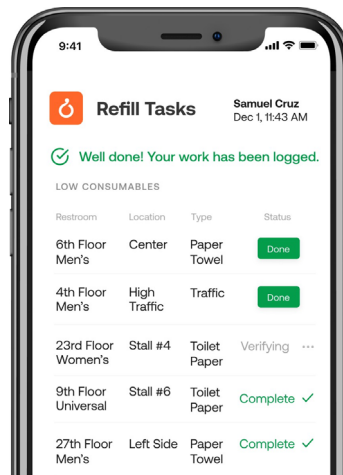 9:41
Refill Tasks
Samuel Cruz
Dec 1, 11:43 AM
Well done! Your work has been logged.
LOW CONSUMABLES
Restroom Location Type Status
6th Floor Center Paper Done
Men's Towel
4th Floor High Traffic Done
Men's Traffic
23rd Floor Stall #4 Toilet Verifying ...
Women's Paper
9th Floor Stall #6 Toilet Complete
Universal Paper
27th Floor Left Side Paper Complete
Men's Towel